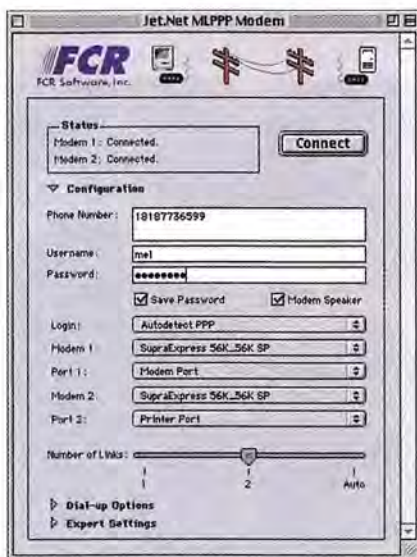 Jet.Net MLPPP Modem
FCR
FCR Software, Inc.
Status
Modem 1: Connected.
Modem 2: Connected.
Connect
Configuration
Phone Number: 18187736599
Username: mel
Password: ●●●●●●●●
Save Password Modem Speaker
Login: Autodetect PPP
Modem 1: SupraExpress 56K_56K SP
Port 1: Modem Port
Modem 2: SupraExpress 56K_56K SP
Port 2: Printer Port
Number of Links:
1 2 Auto
Dial-up Options
Expert Settings